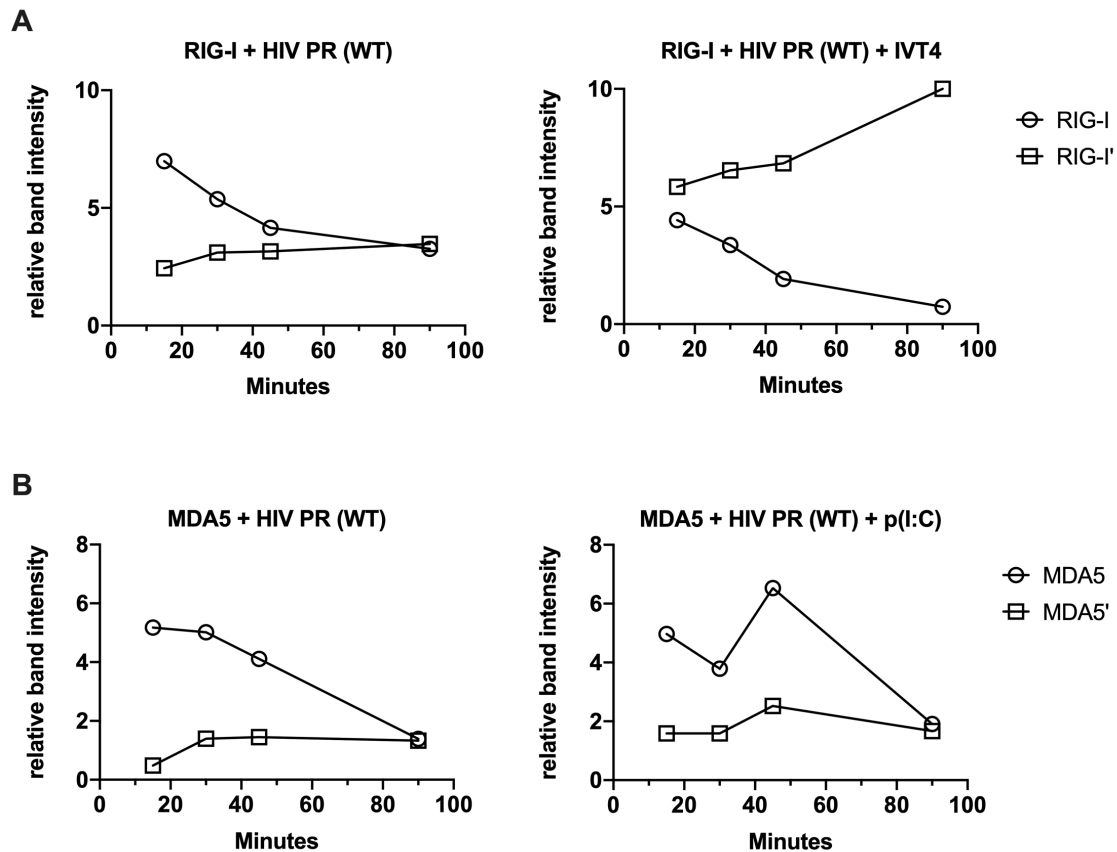 A
RIG-I + HIV PR (WT)
relative band intensity
10
5
0
0 20 40 60 80 100
Minutes
RIG-I + HIV PR (WT) + IVT4
relative band intensity
10
5
0
0 20 40 60 80 100
Minutes
RIG-I
RIG-I'
B
MDA5 + HIV PR (WT)
relative band intensity
8
6
4
2
0
0 20 40 60 80 100
Minutes
MDA5 + HIV PR (WT) + p(I:C)
relative band intensity
8
6
4
2
0
0 20 40 60 80 100
Minutes
MDA5
MDA5'